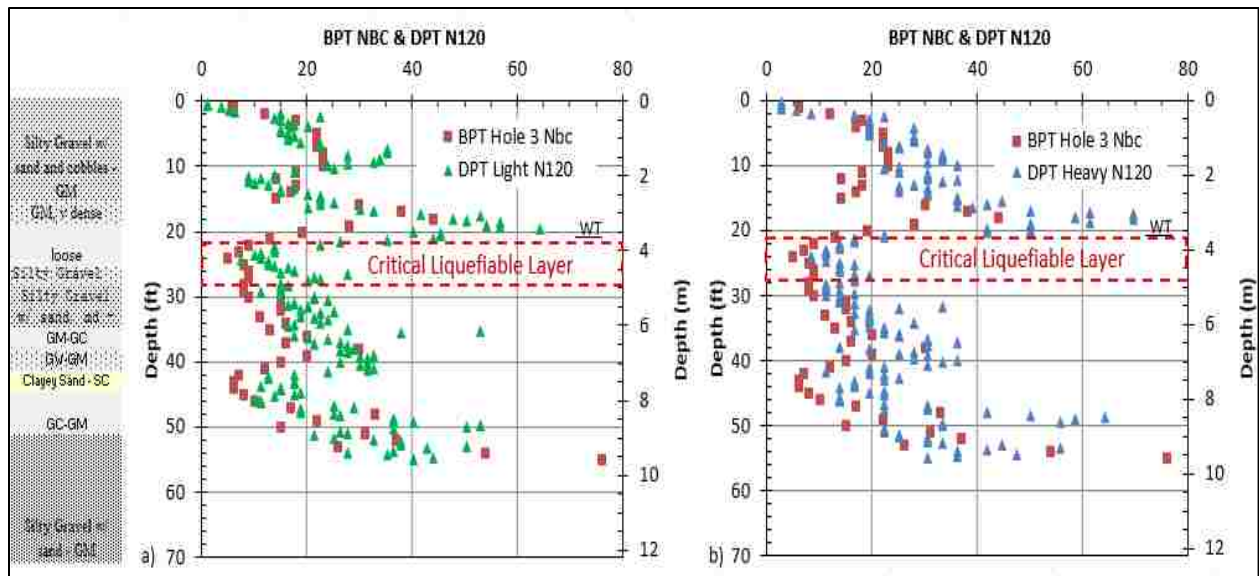 BPT NBC & DPT N120
0 20 40 60 80
BPT NBC & DPT N120
0 20 40 60 80
Silty Gravel w/
sand and cobbles -
GM
GM, v dense
loose
Silty Gravel
Silty Gravel
w/ sand
GM-GC
GW-GM
Clayey Sand - SC
GC-GM
Silty Gravel w/
sand - GM
Depth (ft)
0
10
20
30
40
50
60
70
BPT Hole 3 Nbc
DPT Light N120
WT
Critical Liquefiable Layer
a)
0
2
4
6
8
10
12
Depth (m)
Depth (ft)
0
10
20
30
40
50
60
70
BPT Hole 3 Nbc
DPT Heavy N120
WT
Critical Liquefiable Layer
b)
0
2
4
6
8
10
12
Depth (m)